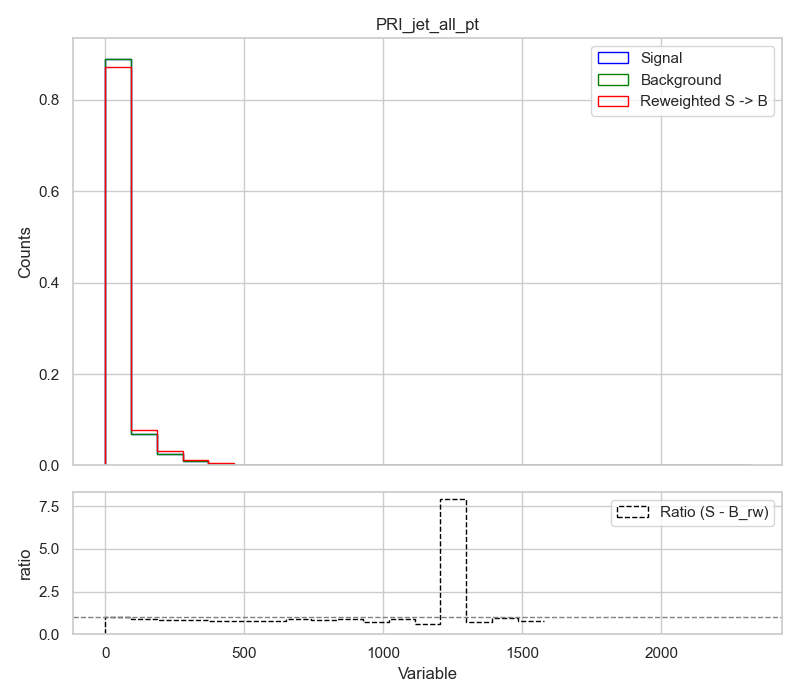 PRI_jet_all_pt
Signal
Background
Reweighted S -> B
0.8
0.6
0.4
0.2
0.0
Counts
Ratio (S - B_rw)
7.5
5.0
2.5
0.0
ratio
0 500 1000 1500 2000
Variable